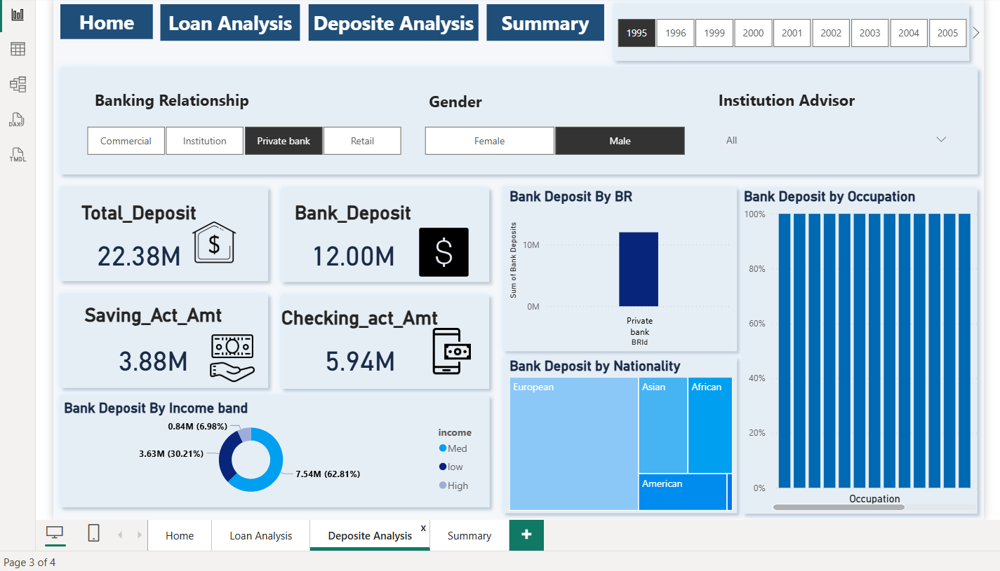 Home
Loan Analysis
Deposite Analysis
Summary
1995
1996
1999
2000
2001
2002
2003
2004
2005
DAX
TMDL
Banking Relationship
Commercial
Institution
Private bank
Retail
Gender
Female
Male
Institution Advisor
All
Total_Deposit
22.38M
$
Bank_Deposit
12.00M
$
Saving_Act_Amt
3.88M
Checking_act_Amt
5.94M
Bank Deposit By Income band
0.84M (6.98%)
3.63M (30.21%)
7.54M (62.81%)
income
Med
low
High
Bank Deposit By BR
Sum of Bank Deposits
10M
0M
Private
bank
BRId
Bank Deposit by Nationality
European
Asian
African
American
Bank Deposit by Occupation
100%
80%
60%
40%
20%
0%
Occupation
Home
Loan Analysis
Deposite Analysis
x
Summary
+
Page 3 of 4